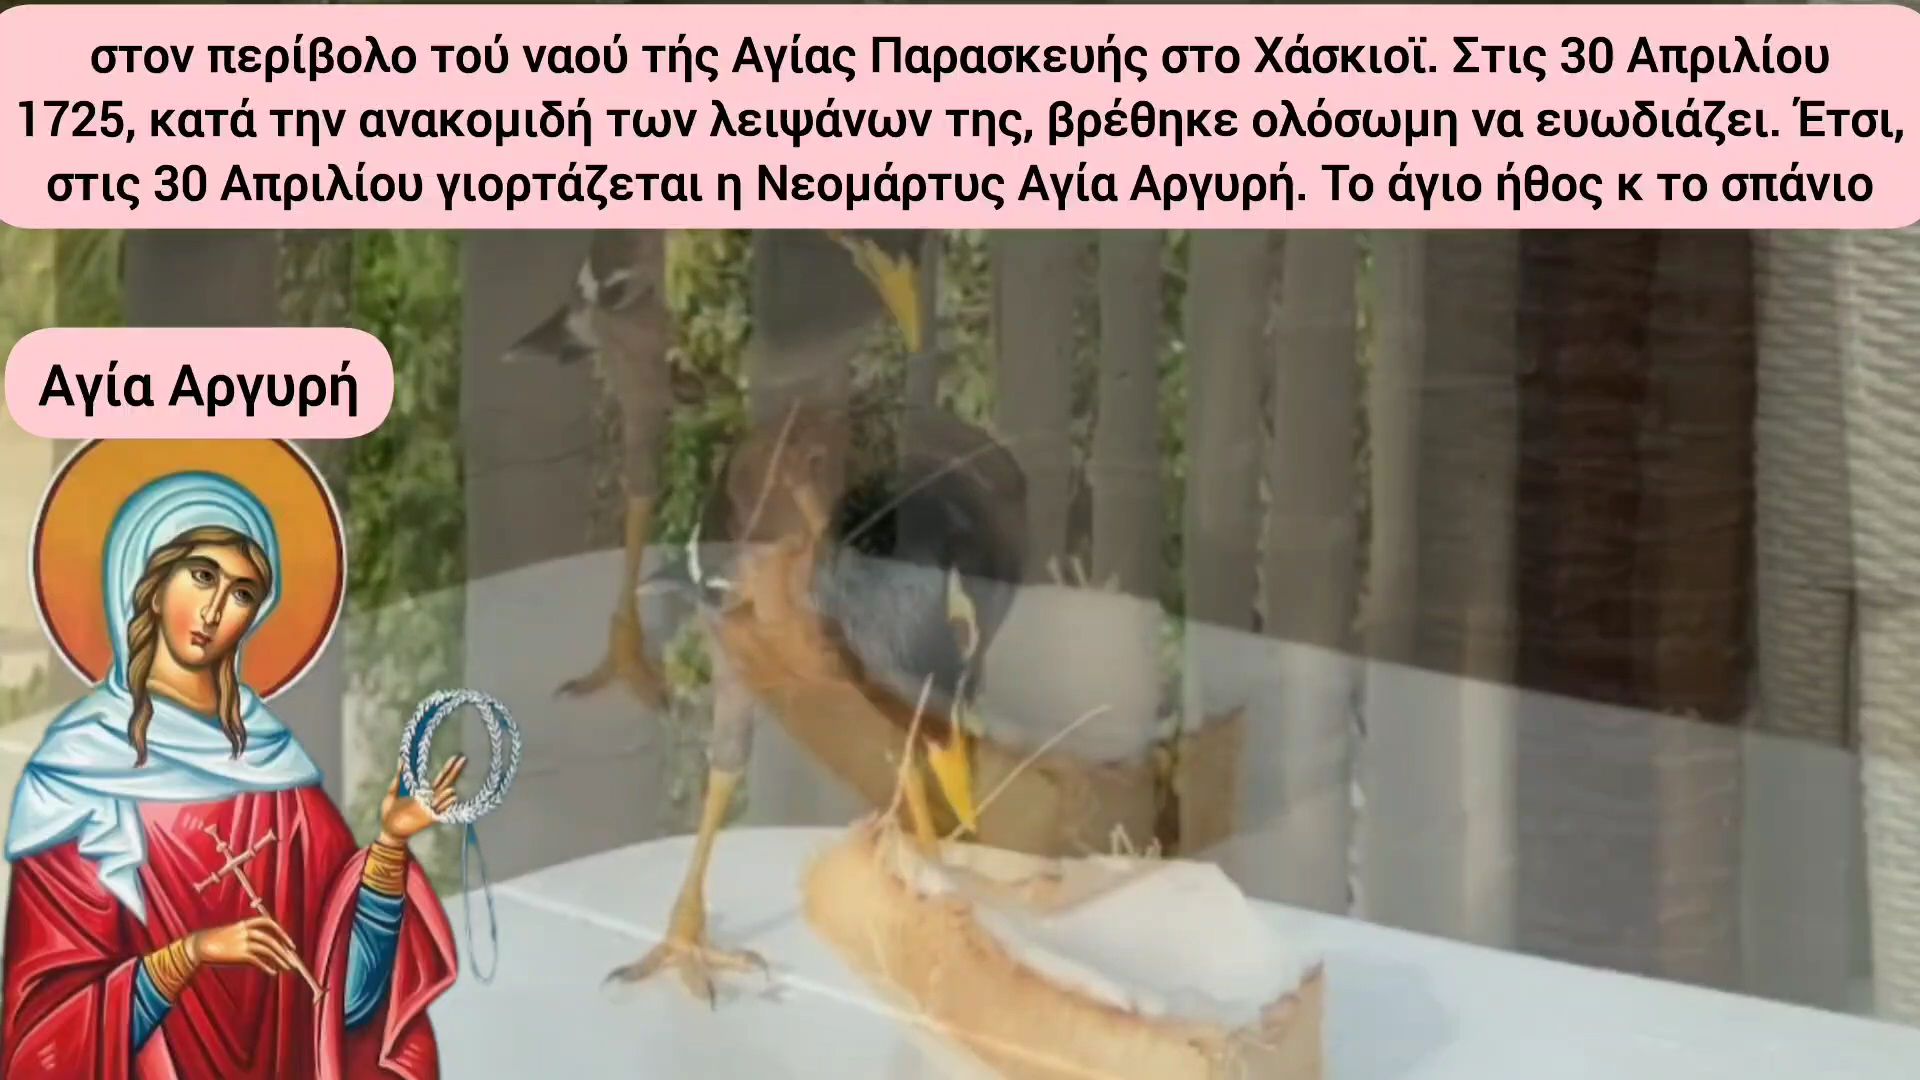 στον περίβολο τού ναού τής Αγίας Παρασκευής στο Χάσκιοϊ. Στις 30 Απριλίου
1725, κατά την ανακομιδή των λειψάνων της, βρέθηκε ολόσωμη να ευωδιάζει. Έτσι,
στις 30 Απριλίου γιορτάζεται η Νεομάρτυς Αγία Αργυρή. Το άγιο ήθος κ το σπάνιο
Αγία Αργυρή